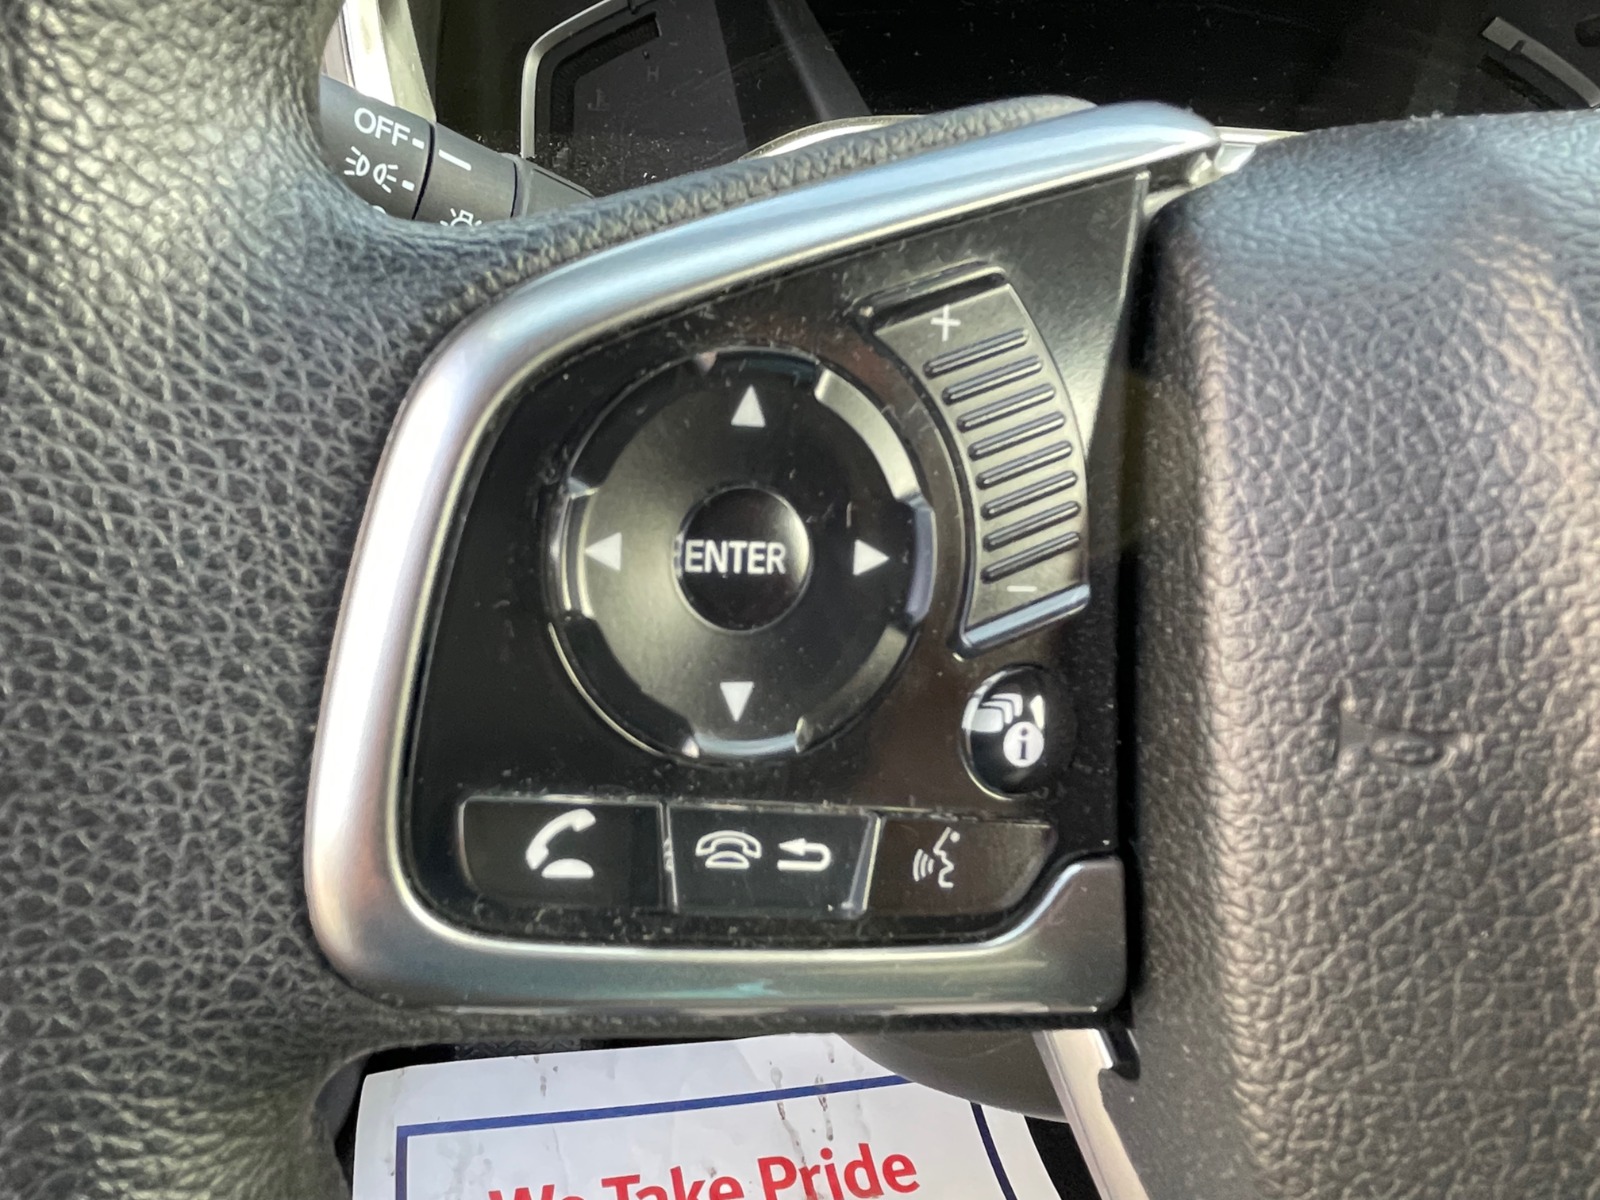 H
OFF
+
ENTER
-
i
We Take Pride